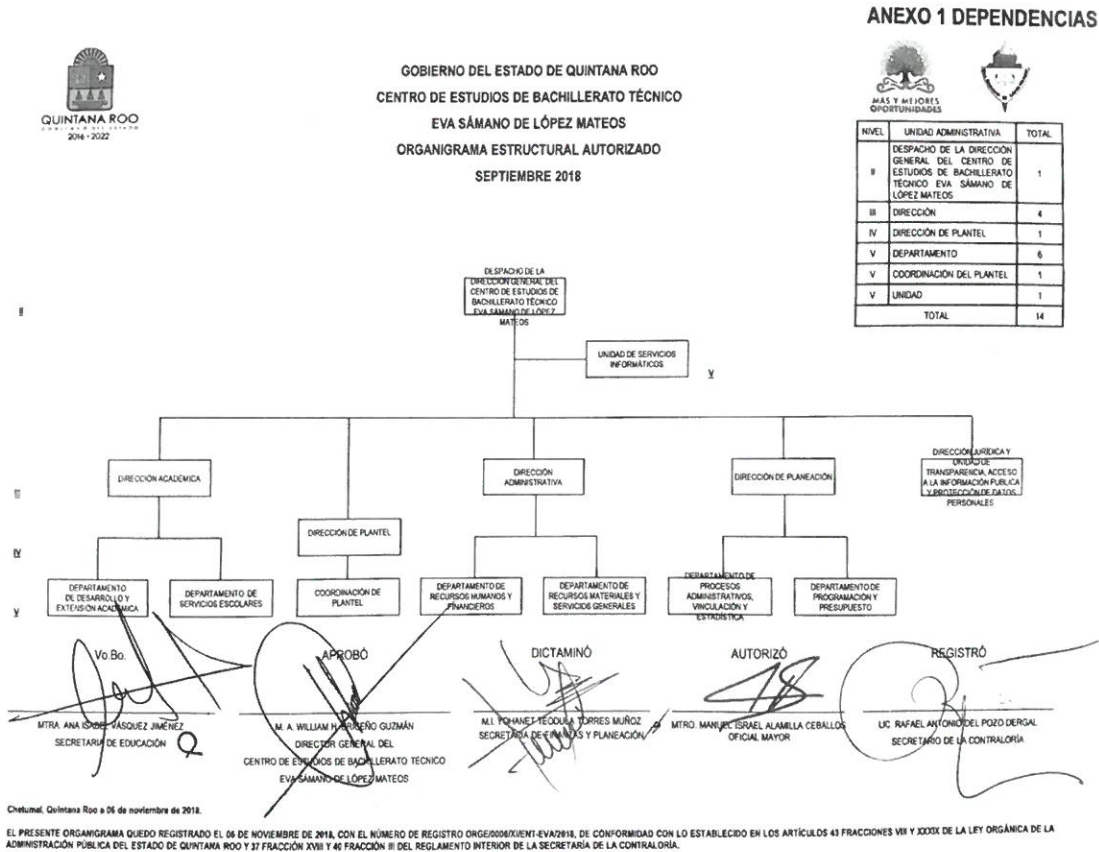 ANEXO 1 DEPENDENCIAS
QUINTANA ROO
2016 - 2022
MÁS Y MEJORES
OPORTUNIDADES
GOBIERNO DEL ESTADO DE QUINTANA ROO
CENTRO DE ESTUDIOS DE BACHILLERATO TÉCNICO
EVA SÁMANO DE LÓPEZ MATEOS
ORGANIGRAMA ESTRUCTURAL AUTORIZADO
SEPTIEMBRE 2018
NIVEL UNIDAD ADMINISTRATIVA TOTAL
II DESPACHO DE LA DIRECCIÓN
GENERAL DEL CENTRO DE
ESTUDIOS DE BACHILLERATO
TÉCNICO EVA SÁMANO DE
LÓPEZ MATEOS 1
III DIRECCIÓN 4
IV DIRECCIÓN DE PLANTEL 1
V DEPARTAMENTO 6
V COORDINACIÓN DEL PLANTEL 1
V UNIDAD 1
TOTAL 14
II
DESPACHO DE LA
DIRECCIÓN GENERAL DEL
CENTRO DE ESTUDIOS DE
BACHILLERATO TÉCNICO
EVA SÁMANO DE LÓPEZ
MATEOS
UNIDAD DE SERVICIOS
INFORMÁTICOS
V
III
DIRECCIÓN ACADÉMICA
DIRECCIÓN
ADMINISTRATIVA
DIRECCIÓN DE PLANEACIÓN
DIRECCIÓN JURÍDICA Y
UNIDAD DE
TRANSPARENCIA, ACCESO
A LA INFORMACIÓN PÚBLICA
Y PROTECCIÓN DE DATOS
PERSONALES
IV
DIRECCIÓN DE PLANTEL
V
DEPARTAMENTO
DE DESARROLLO Y
EXTENSIÓN ACADÉMICA
DEPARTAMENTO DE
SERVICIOS ESCOLARES
COORDINACIÓN DE
PLANTEL
DEPARTAMENTO DE
RECURSOS HUMANOS Y
FINANCIEROS
DEPARTAMENTO DE
RECURSOS MATERIALES Y
SERVICIOS GENERALES
DEPARTAMENTO DE
PROCESOS
ADMINISTRATIVOS,
VINCULACIÓN Y
ESTADÍSTICA
DEPARTAMENTO DE
PROGRAMACIÓN Y
PRESUPUESTO
Vo.Bo.
MTRA. ANA ISABEL VÁSQUEZ JIMÉNEZ
SECRETARIA DE EDUCACIÓN
APROBÓ
M. A. WILLIAM H. BRICEÑO GUZMÁN
DIRECTOR GENERAL DEL
CENTRO DE ESTUDIOS DE BACHILLERATO TÉCNICO
EVA SÁMANO DE LÓPEZ MATEOS
DICTAMINÓ
M.I. YOHANET TEODULA TORRES MUÑOZ
SECRETARIA DE FINANZAS Y PLANEACIÓN
AUTORIZÓ
MTRO. MANUEL ISRAEL ALAMILLA CEBALLOS
OFICIAL MAYOR
REGISTRÓ
LIC. RAFAEL ANTONIO DEL POZO DERGAL
SECRETARIO DE LA CONTRALORÍA
Chetumal, Quintana Roo a 06 de noviembre de 2018.
EL PRESENTE ORGANIGRAMA QUEDO REGISTRADO EL 06 DE NOVIEMBRE DE 2018, CON EL NÚMERO DE REGISTRO ORGE/0006/XI/ENT-EVA/2018, DE CONFORMIDAD CON LO ESTABLECIDO EN LOS ARTÍCULOS 43 FRACCIONES VIII Y XXXIX DE LA LEY ORGÁNICA DE LA
ADMINISTRACIÓN PÚBLICA DEL ESTADO DE QUINTANA ROO Y 37 FRACCIÓN XVIII Y 40 FRACCIÓN III DEL REGLAMENTO INTERIOR DE LA SECRETARÍA DE LA CONTRALORÍA.